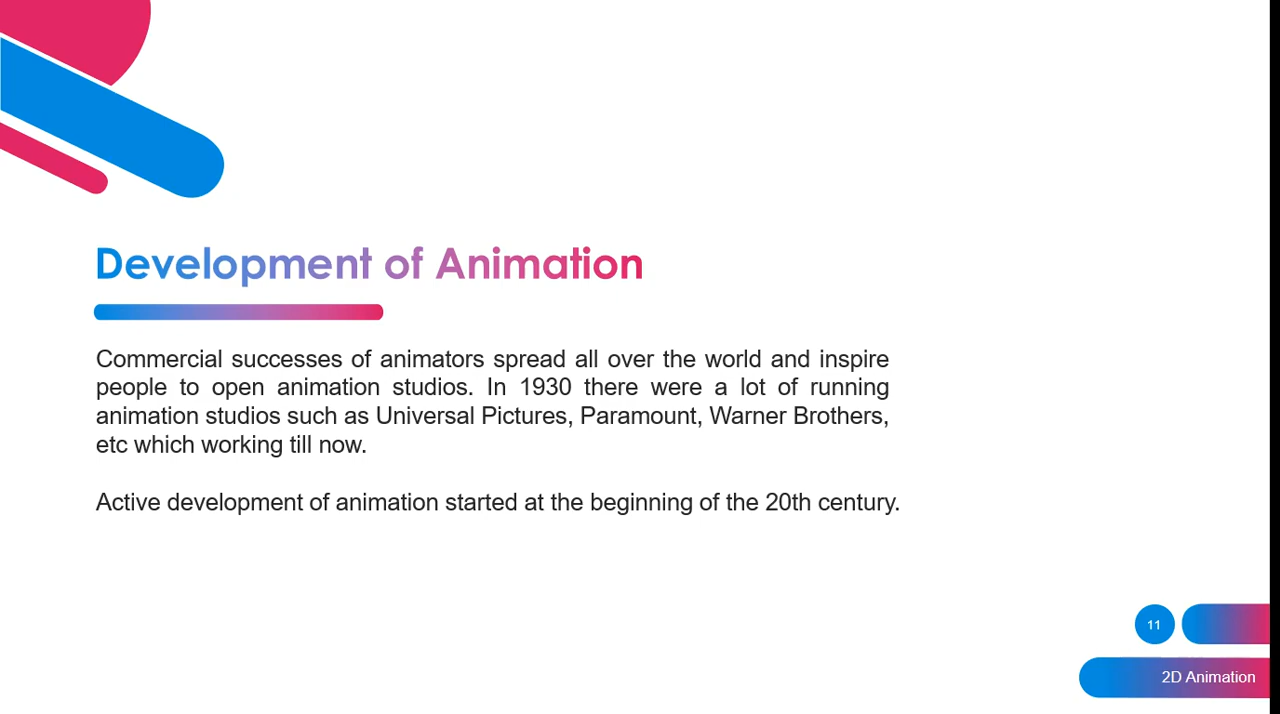 Development of Animation
Commercial successes of animators spread all over the world and inspire
people to open animation studios. In 1930 there were a lot of running
animation studios such as Universal Pictures, Paramount, Warner Brothers,
etc which working till now.
Active development of animation started at the beginning of the 20th century.
11
2D Animation